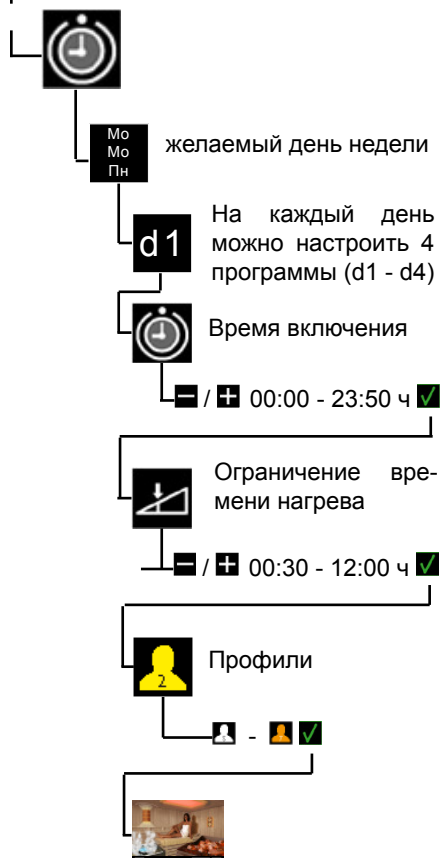 Mo
Mo
Пн
желаемый день недели
d1
На каждый день
можно настроить 4
программы (d1 - d4)
Время включения
- / + 00:00 - 23:50 ч ✓
Ограничение вре-
мени нагрева
- / + 00:30 - 12:00 ч ✓
2
Профили
- ✓